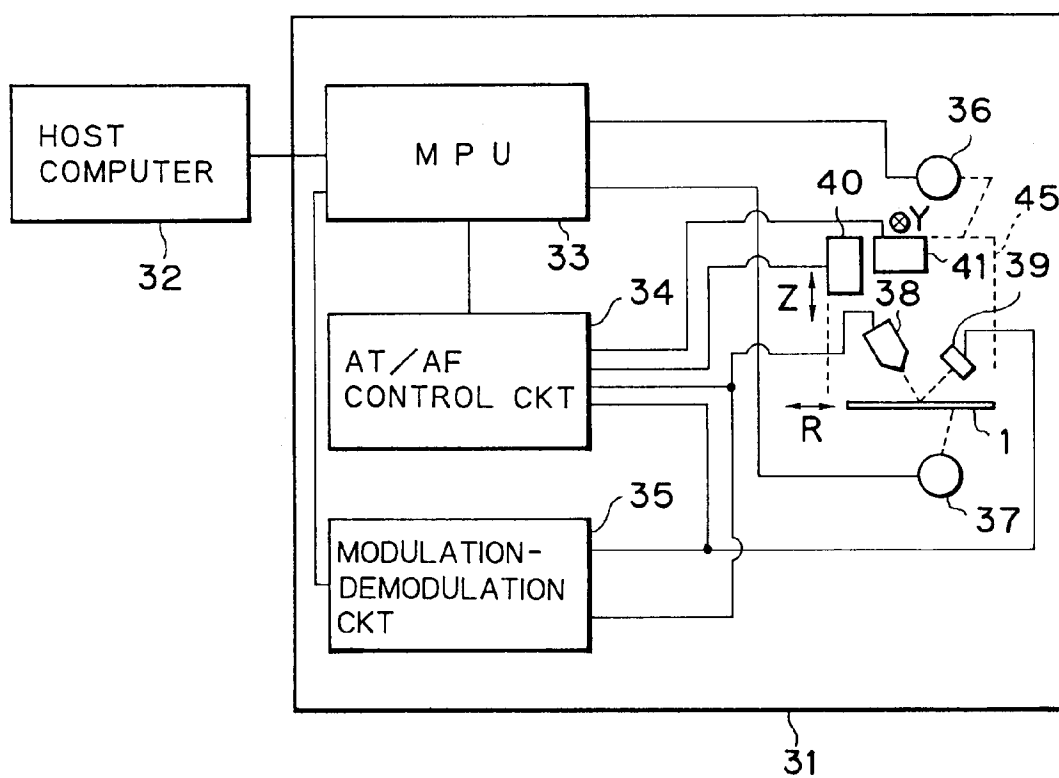 HOST
COMPUTER
32
M P U
33
36
40
Y
45
41
39
34
Z
38
AT/AF
CONTROL CKT
R
1
35
37
MODULATION-
DEMODULATION
CKT
31